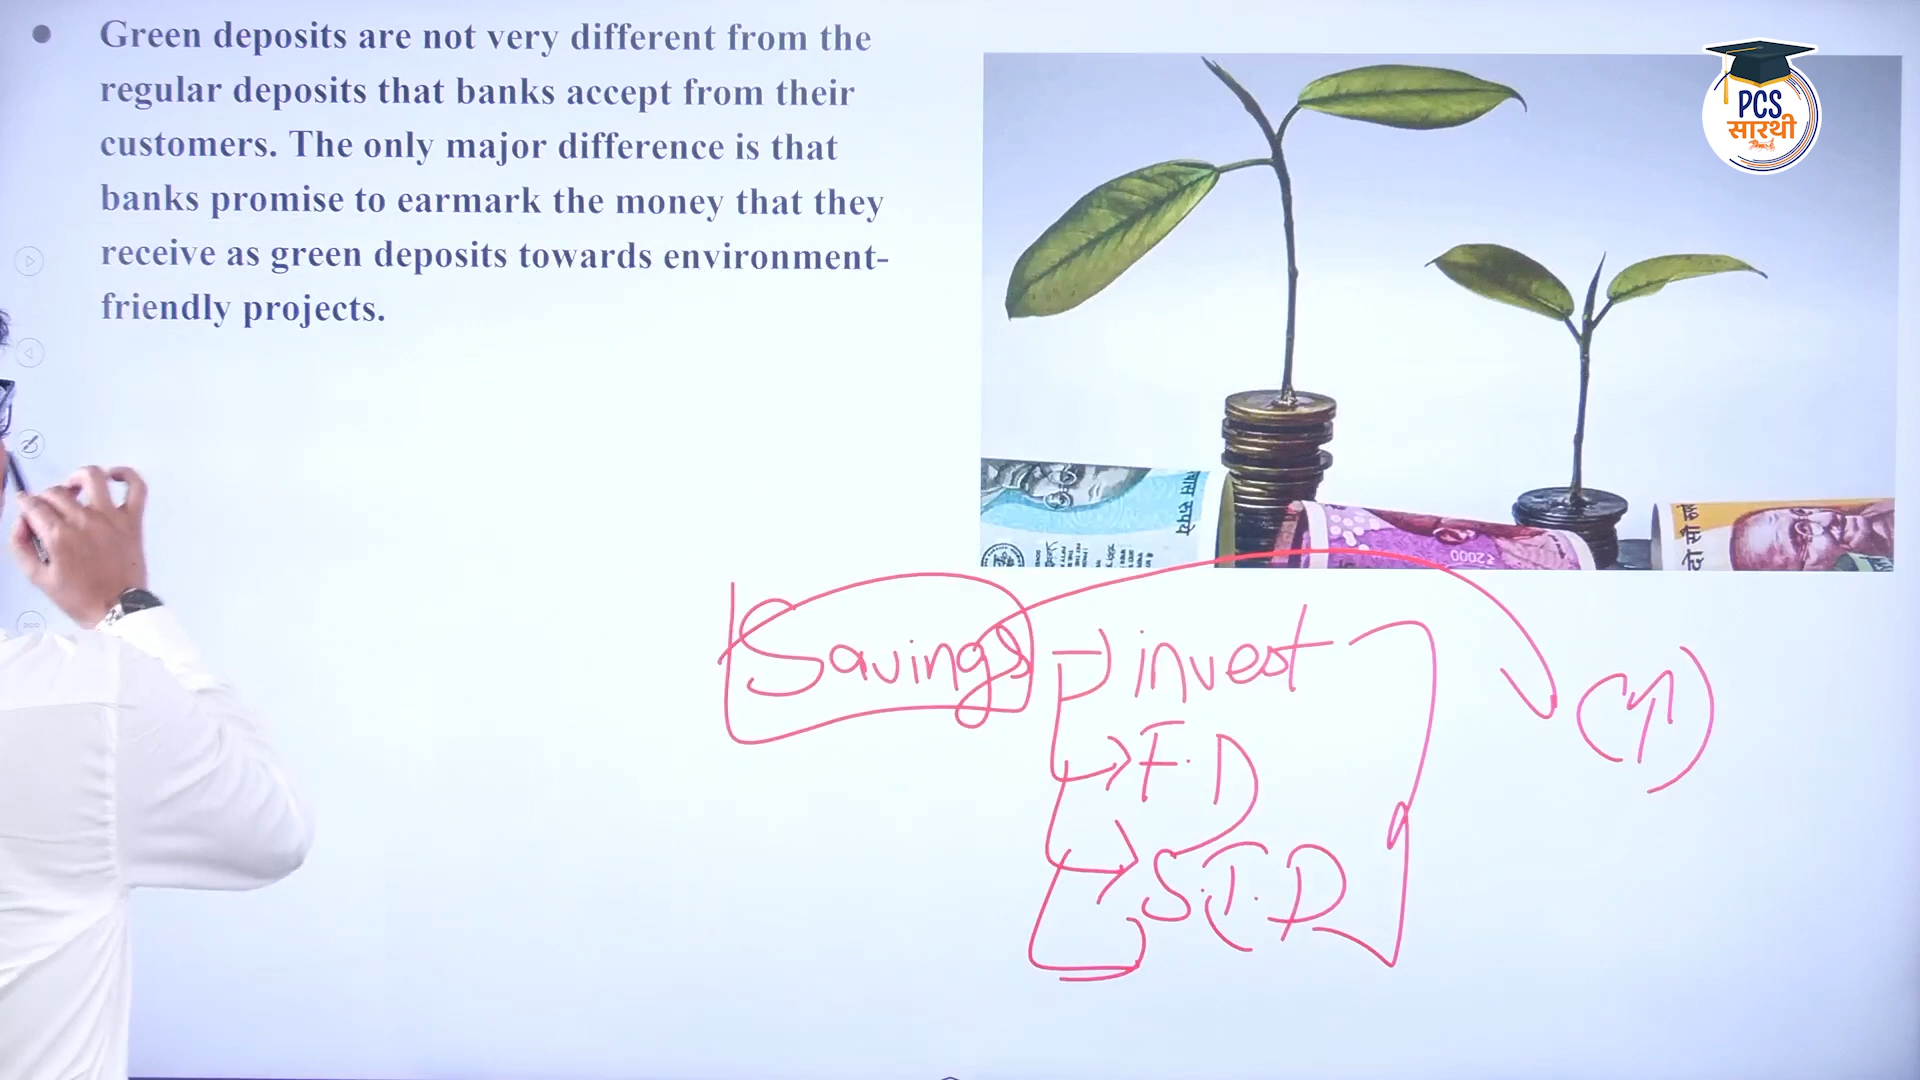 Green deposits are not very different from the
regular deposits that banks accept from their
customers. The only major difference is that
banks promise to earmark the money that they
receive as green deposits towards environment-
friendly projects.
PCS
सारथी
₹2000
Savings invest
F.D
S.T.D